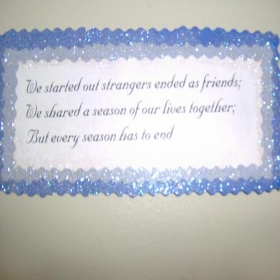 We started out strangers ended as friends;
We shared a season of our lives together;
But every season has to end